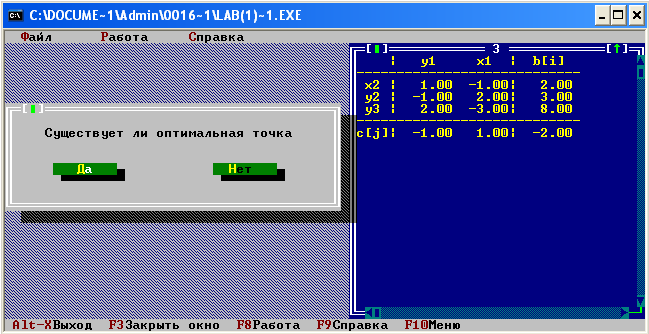 C:\DOCUME~1\Admin\0016~1\LAB(1)~1.EXE
Файл Работа Справка
3
¦ y1 x1 ¦ b[i]
x2 ¦ 1.00 -1.00¦ 2.00
y2 ¦ -1.00 2.00¦ 3.00
y3 ¦ 2.00 -3.00¦ 8.00
c[j]¦ -1.00 1.00¦ -2.00
Существует ли оптимальная точка
Да Нет
Alt-X Выход F3 Закрыть окно F8 Работа F9 Справка F10 Меню